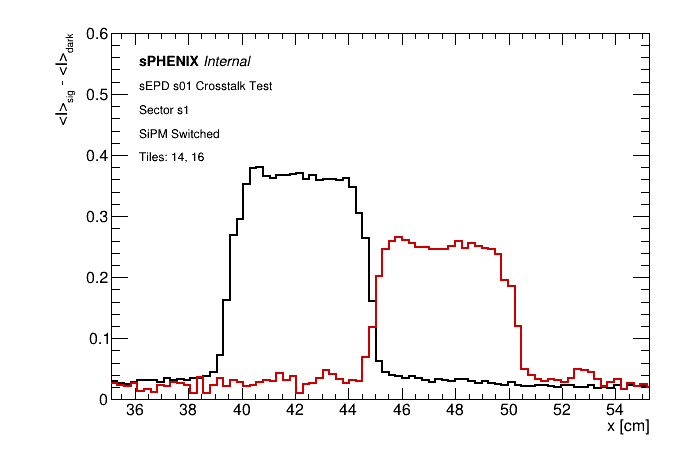 0.6
<I>sig - <I>dark
sPHENIX Internal
sEPD s01 Crosstalk Test
0.5
Sector s1
SiPM Switched
0.4
Tiles: 14, 16
0.3
0.2
0.1
0
36 38 40 42 44 46 48 50 52 54
x [cm]